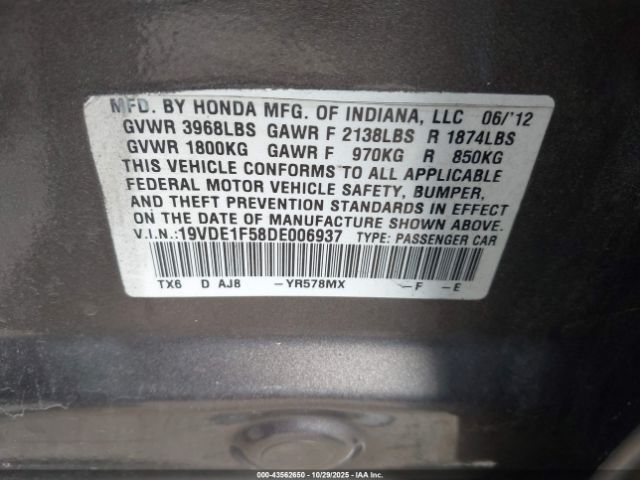 MFD. BY HONDA MFG. OF INDIANA, LLC 06/'12
GVWR 3968LBS GAWR F 2138LBS R 1874LBS
GVWR 1800KG GAWR F 970KG R 850KG
THIS VEHICLE CONFORMS TO ALL APPLICABLE
FEDERAL MOTOR VEHICLE SAFETY, BUMPER,
AND THEFT PREVENTION STANDARDS IN EFFECT
ON THE DATE OF MANUFACTURE SHOWN ABOVE.
V.I.N.:19VDE1F58DE006937 TYPE: PASSENGER CAR
TX6 D AJ8 -YR578MX -F -E
000-43562650 10/29/2025 Copyright © IAA, Inc.